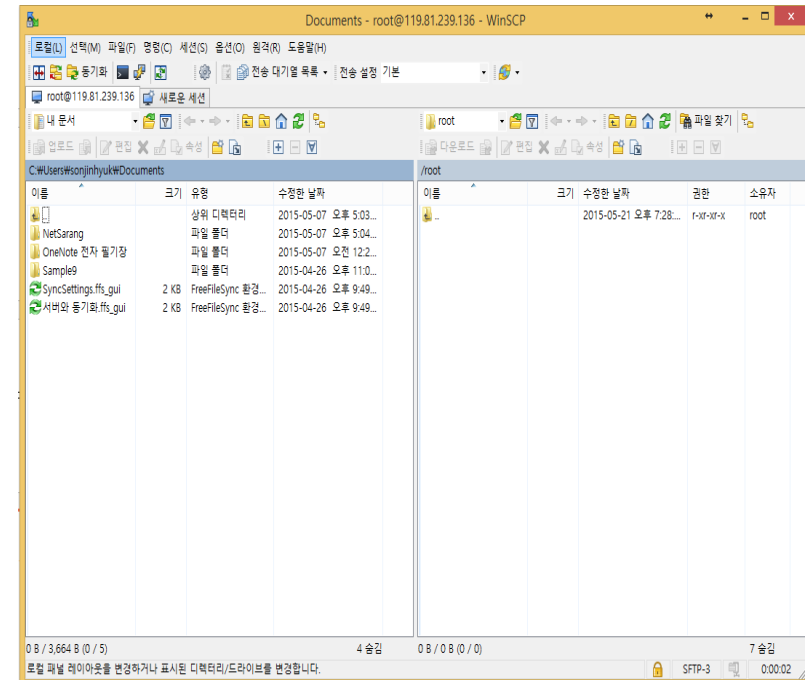 Documents - root@119.81.239.136 - WinSCP
로컬(L) 선택(M) 파일(F) 명령(C) 세션(S) 옵션(O) 원격(R) 도움말(H)
동기화 전송 대기열 목록 전송 설정 기본
root@119.81.239.136 새로운 세션
내 문서 root 파일 찾기
업로드 편집 속성 다운로드 편집 속성
C:₩Users₩sonjinhyuk₩Documents /root
이름 크기 유형 수정한 날짜 이름 크기 수정한 날짜 권한 소유자
.. 상위 디렉터리 2015-05-07 오후 5:03... .. 2015-05-21 오후 7:28:... r-xr-xr-x root
NetSarang 파일 폴더 2015-05-07 오후 5:04...
OneNote 전자 필기장 파일 폴더 2015-05-07 오전 12:2...
Sample9 파일 폴더 2015-04-26 오후 11:0...
SyncSettings.ffs_gui 2 KB FreeFileSync 환경... 2015-04-26 오후 9:49...
서버와 동기화.ffs_gui 2 KB FreeFileSync 환경... 2015-04-26 오후 9:49...
0 B / 3,664 B (0 / 5) 4 숨김 0 B / 0 B (0 / 0) 7 숨김
로컬 패널 레이아웃을 변경하거나 표시된 디렉터리/드라이브를 변경합니다. SFTP-3 0:00:02